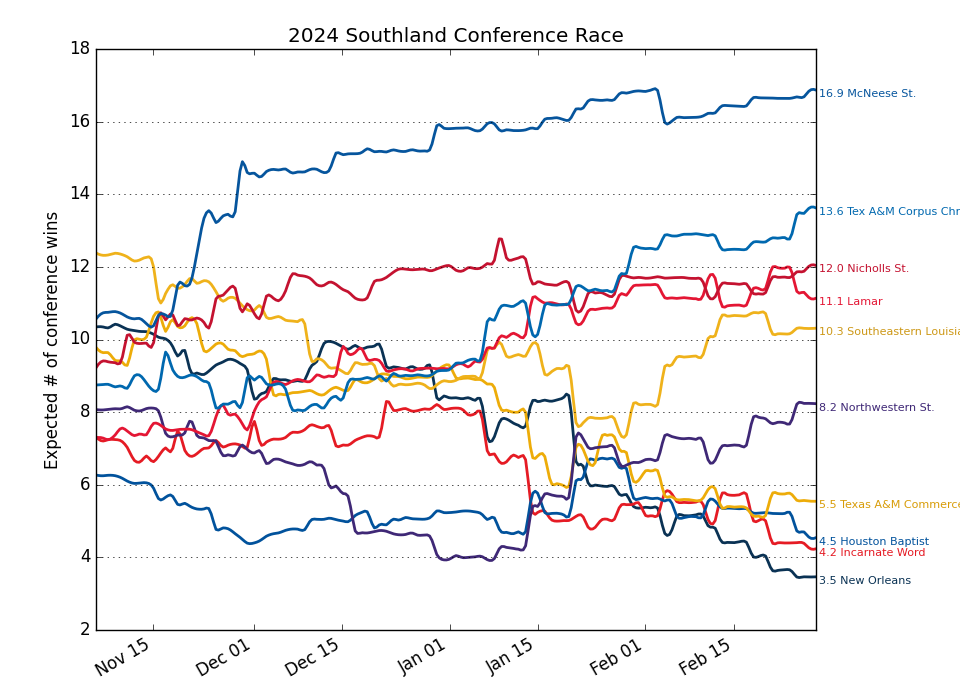 2024 Southland Conference Race
Expected # of conference wins
18
16
14
12
10
8
6
4
2
Nov 15
Dec 01
Dec 15
Jan 01
Jan 15
Feb 01
Feb 15
16.9 McNeese St.
13.6 Tex A&M Corpus Chr
12.0 Nicholls St.
11.1 Lamar
10.3 Southeastern Louisia
8.2 Northwestern St.
5.5 Texas A&M Commerce
4.5 Houston Baptist
4.2 Incarnate Word
3.5 New Orleans